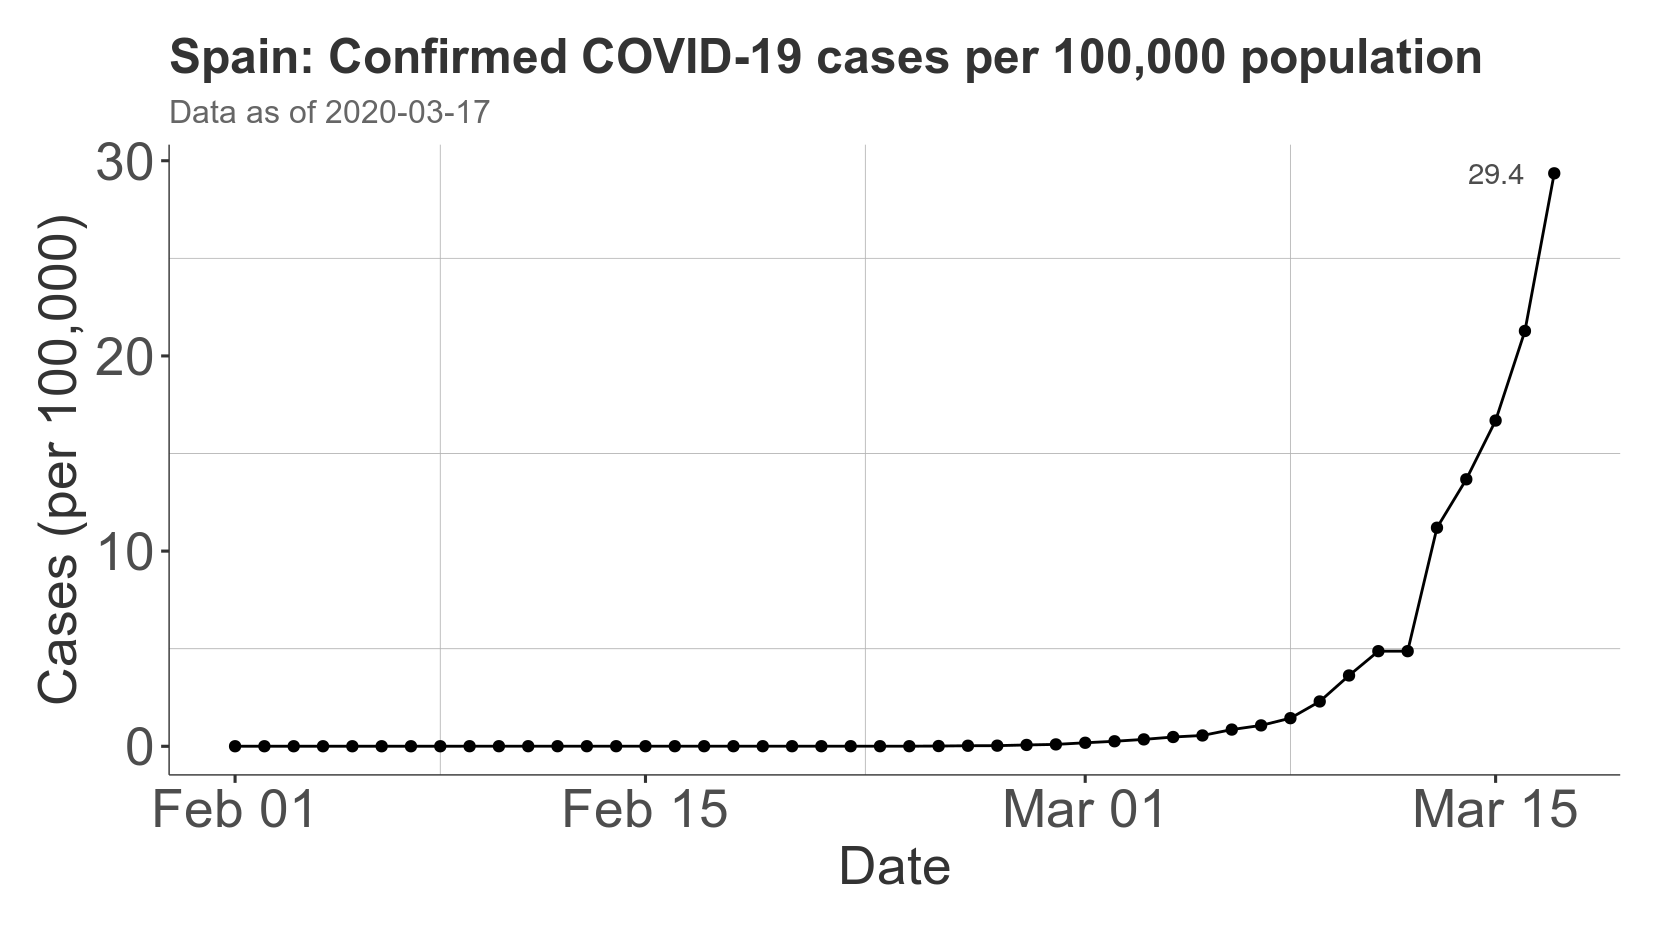 Spain: Confirmed COVID-19 cases per 100,000 population
Data as of 2020-03-17
Cases (per 100,000)
30
20
10
0
29.4
Feb 01
Feb 15
Mar 01
Mar 15
Date